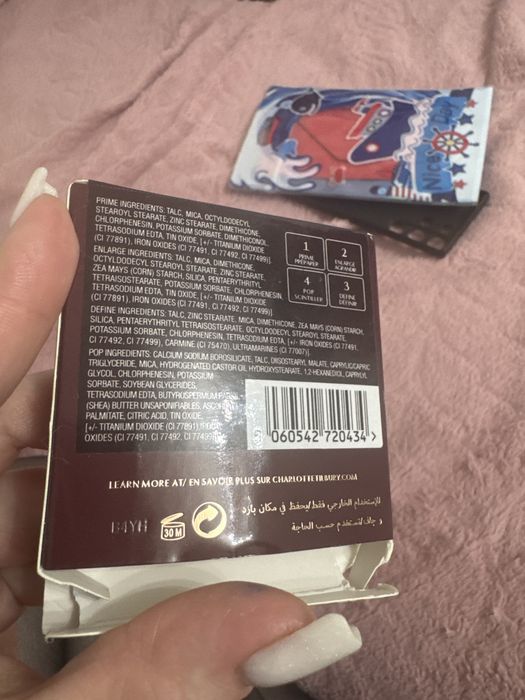 Nice Day
PRIME INGREDIENTS: TALC, MICA, OCTYLDODECYL
STEAROYL STEARATE, ZINC STEARATE, DIMETHICONE,
CHLORPHENESIN, POTASSIUM SORBATE, DIMETHICONOL,
TETRASODIUM EDTA, TIN OXIDE, [+/- TITANIUM DIOXIDE
(CI 77891), IRON OXIDES (CI 77491, CI 77492, CI 77499)].
ENLARGE INGREDIENTS: TALC, MICA, DIMETHICONE,
OCTYLDODECYL STEAROYL STEARATE, ZINC STEARATE,
ZEA MAYS (CORN) STARCH, SILICA, PENTAERYTHRITYL
TETRAISOSTEARATE, POTASSIUM SORBATE, CHLORPHENESIN
TETRASODIUM EDTA, TIN OXIDE, [+/- TITANIUM DIOXIDE
(CI 77891), IRON OXIDES (CI 77491, CI 77492, CI 77499)]
DEFINE INGREDIENTS: TALC, ZINC STEARATE, MICA, DIMETHICONE, ZEA MAYS (CORN) STARCH,
SILICA, PENTAERYTHRITYL TETRAISOSTEARATE, OCTYLDODECYL STEAROYL STEARATE,
POTASSIUM SORBATE, CHLORPHENESIN, TETRASODIUM EDTA, [+/- IRON OXIDES (CI 77491,
CI 77492, CI 77499), CARMINE (CI 75470), ULTRAMARINES (CI 77007)].
POP INGREDIENTS: CALCIUM SODIUM BOROSILICATE, TALC, DIISOSTEARYL MALATE, CAPRYLIC/CAPRIC
TRIGLYCERIDE, MICA, HYDROGENATED CASTOR OIL HYDROXYSTEARATE, 1,2-HEXANEDIOL, CAPRYLYL
GLYCOL, CHLORPHENESIN, POTASSIUM
SORBATE, SOYBEAN GLYCERIDES,
TETRASODIUM EDTA, BUTYROSPERMUM PARKII
(SHEA) BUTTER UNSAPONIFIABLES,
PALMITATE, CITRIC ACID, TIN OXIDE,
[+/- TITANIUM DIOXIDE (CI 77891),
OXIDES (CI 77491, CI 77492, CI 77499)]
1 PRIME PRÉPARER
2 ENLARGE AGRANDIR
4 POP SCINTILLER
3 DEFINE DÉFINIR
5 060542 720434 >
LEARN MORE AT/ EN SAVOIR PLUS SUR CHARLOTTETILBURY.COM
للإستخدام الخارجي فقط/يحفظ في مكان بارد
و جاف/تستخدم حسب الحاجة
30 M